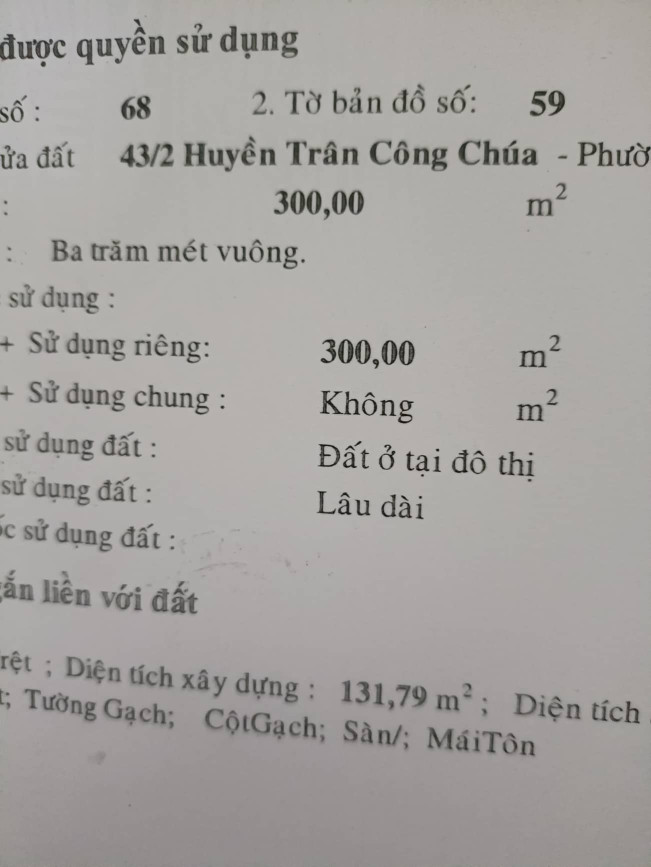 được quyền sử dụng
số : 68 2. Tờ bản đồ số: 59
ửa đất 43/2 Huyền Trân Công Chúa - Phườ
: 300,00 m²
: Ba trăm mét vuông.
sử dụng :
+ Sử dụng riêng: 300,00 m²
+ Sử dụng chung : Không m²
sử dụng đất : Đất ở tại đô thị
sử dụng đất : Lâu dài
ốc sử dụng đất :
gắn liền với đất
rệt ; Diện tích xây dựng : 131,79 m² ; Diện tích
t; Tường Gạch; CộtGạch; Sàn/; MáiTôn